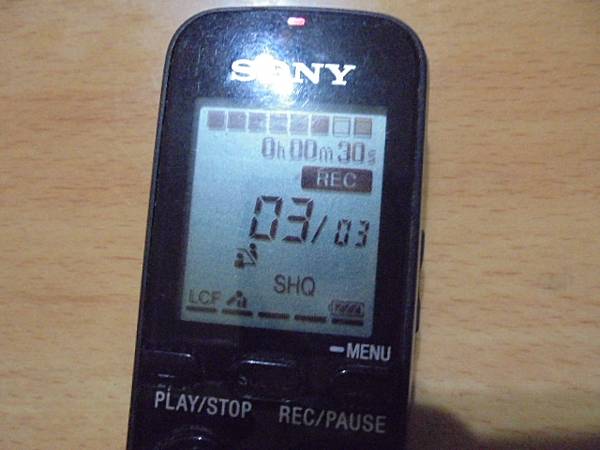 SONY
0h00m30s
REC
03/03
SHQ
LCF
MENU
PLAY/STOP REC/PAUSE